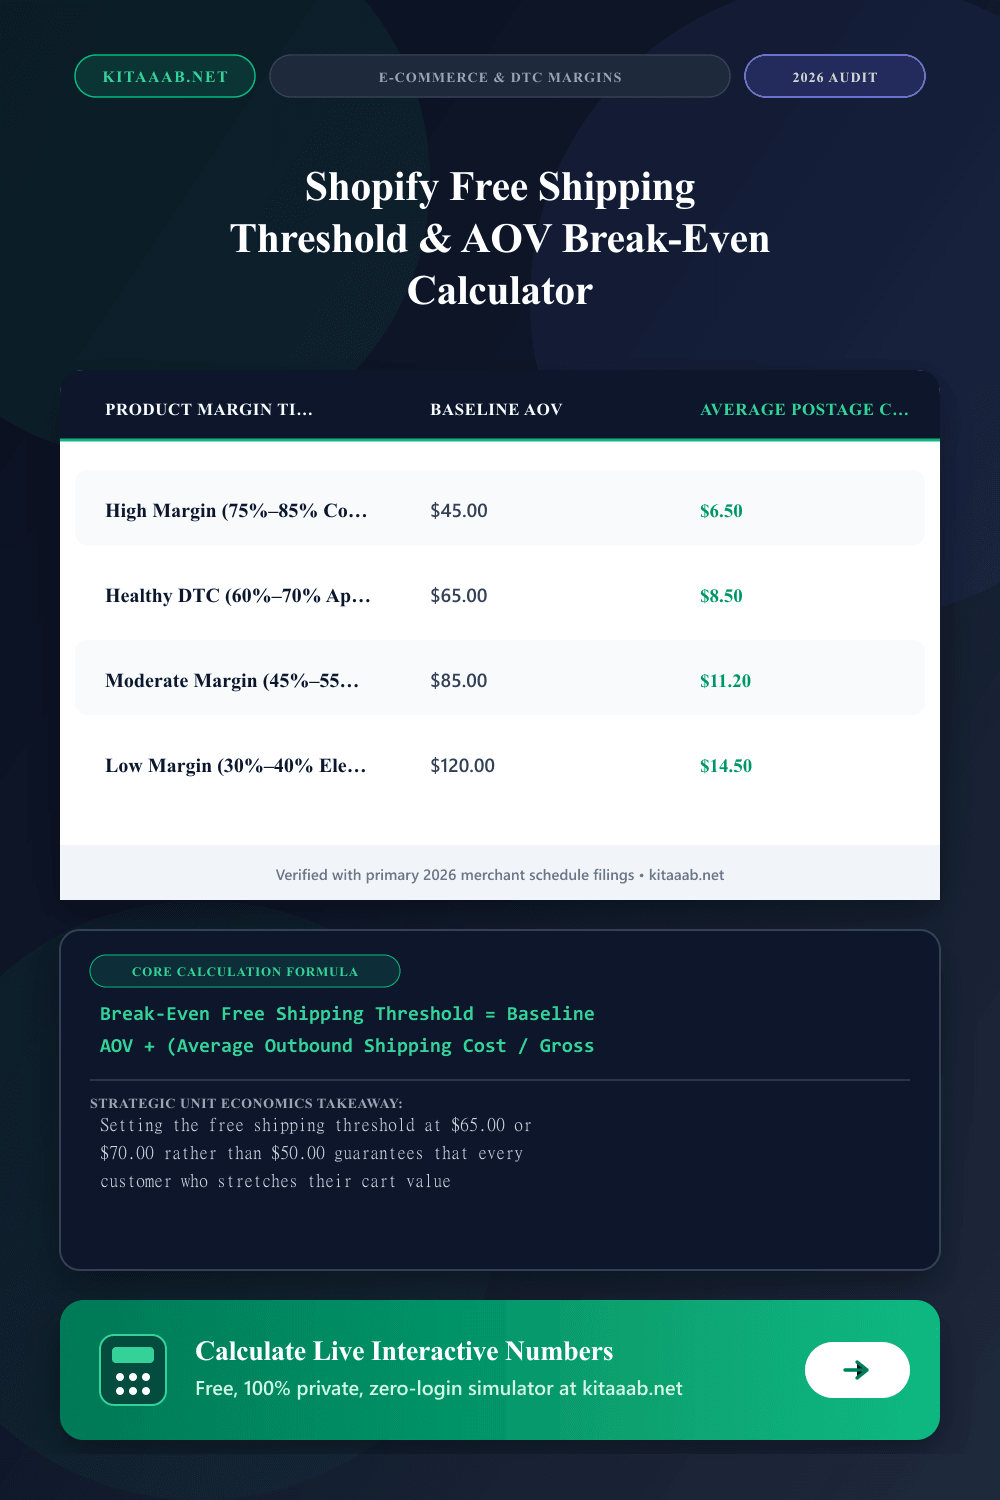 KITAAAB.NET
E-COMMERCE & DTC MARGINS
2026 AUDIT
Shopify Free Shipping
Threshold & AOV Break-Even
Calculator
PRODUCT MARGIN TI... BASELINE AOV AVERAGE POSTAGE C...
High Margin (75%–85% Co... $45.00 $6.50
Healthy DTC (60%–70% Ap... $65.00 $8.50
Moderate Margin (45%–55... $85.00 $11.20
Low Margin (30%–40% Ele... $120.00 $14.50
Verified with primary 2026 merchant schedule filings • kitaaab.net
CORE CALCULATION FORMULA
Break-Even Free Shipping Threshold = Baseline
AOV + (Average Outbound Shipping Cost / Gross
STRATEGIC UNIT ECONOMICS TAKEAWAY:
Setting the free shipping threshold at $65.00 or
$70.00 rather than $50.00 guarantees that every
customer who stretches their cart value
Calculate Live Interactive Numbers
Free, 100% private, zero-login simulator at kitaaab.net